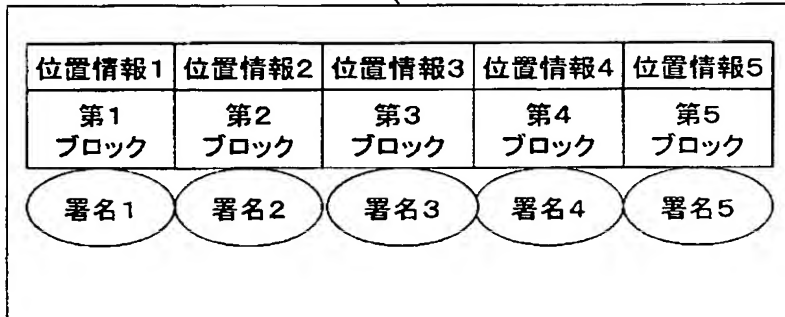 位置情報1 位置情報2 位置情報3 位置情報4 位置情報5
第1 第2 第3 第4 第5
ブロック ブロック ブロック ブロック ブロック
署名1 署名2 署名3 署名4 署名5